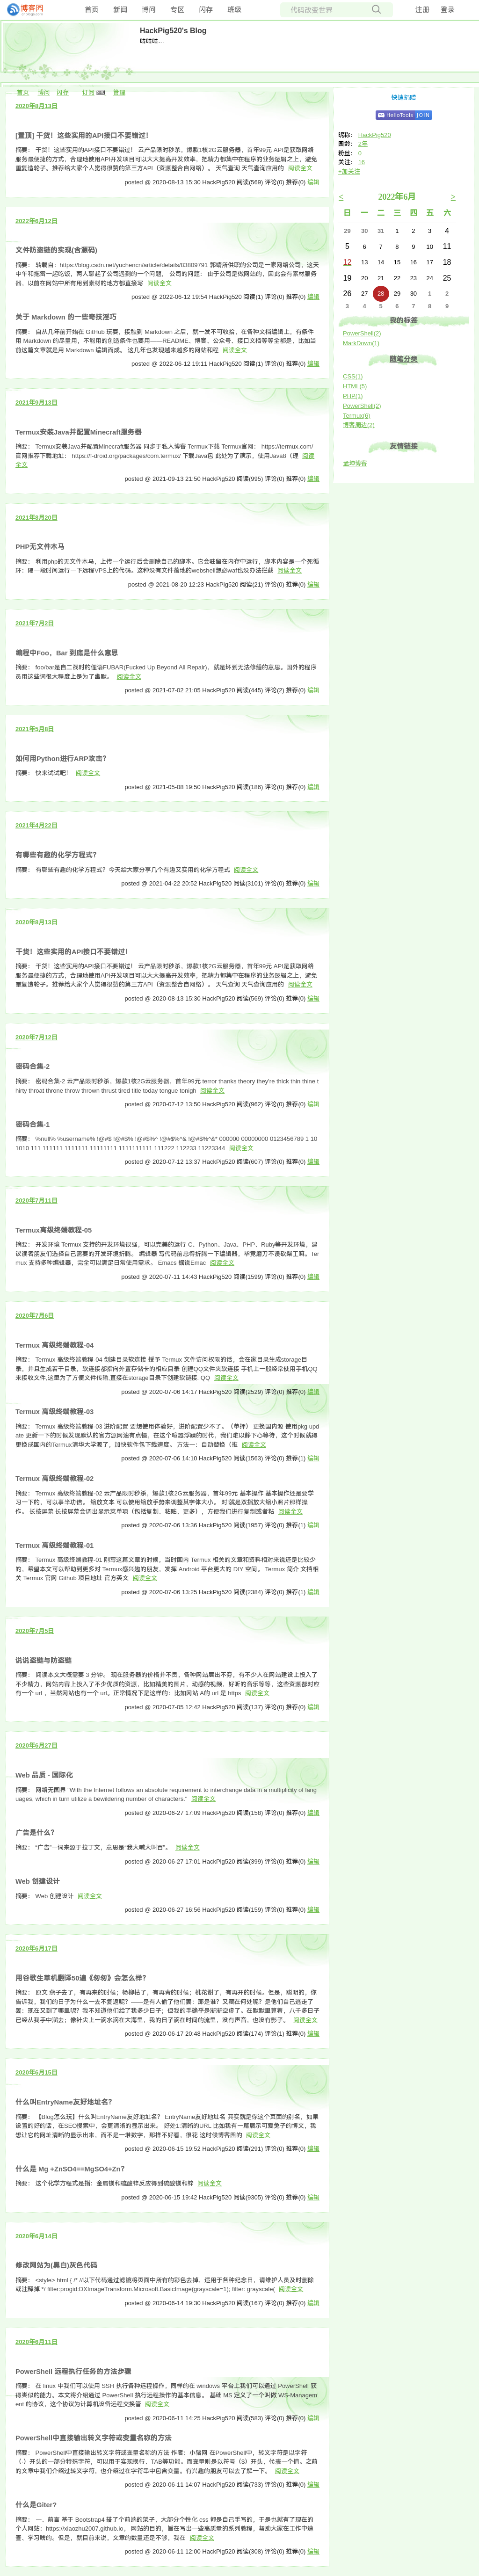 博客园
首页 新闻 博问 专区 闪存 班级
代码改变世界
注册 登录
HackPig520's Blog
咕咕咕...
首页 博问 闪存 订阅 管理
2020年8月13日
[置顶] 干货！这些实用的API接口不要错过!
摘要： 干货！这些实用的API接口不要错过! 云产品限时秒杀，爆款1核2G云服务器，首年99元 API是获取网络
服务最便捷的方式，合理地使用API开发项目可以大大提高开发效率，把精力都集中在程序的业务逻辑之上，避免
重复造轮子。推荐给大家个人觉得很赞的第三方API（资源整合自网络）。 天气查询 天气查询应用的 阅读全文
posted @ 2020-08-13 15:30 HackPig520 阅读(569) 评论(0) 推荐(0) 编辑
2022年6月12日
文件防盗链的实现(含源码)
摘要： 转载自：https://blog.csdn.net/yuchencn/article/details/83809791 郭靖所供职的公司是一家网络公司，这天
中午和拖雷一起吃饭，两人聊起了公司遇到的一个问题， 公司的问题： 由于公司是做网站的，因此会有素材服务
器，以前在网站中所有用到素材的地方都直接写 阅读全文
posted @ 2022-06-12 19:54 HackPig520 阅读(1) 评论(0) 推荐(0) 编辑
关于 Markdown 的一些奇技淫巧
摘要： 自从几年前开始在 GitHub 玩耍，接触到 Markdown 之后，就一发不可收拾，在各种文档编辑上，有条件
用 Markdown 的尽量用，不能用的创造条件也要用——README、博客、公众号、接口文档等等全都是，比如当
前这篇文章就是用 Markdown 编辑而成。 这几年也发现越来越多的网站和程 阅读全文
posted @ 2022-06-12 19:11 HackPig520 阅读(1) 评论(0) 推荐(0) 编辑
2021年9月13日
Termux安装Java并配置Minecraft服务器
摘要： Termux安装Java并配置Minecraft服务器 同步于私人博客 Termux下载 Termux官网： https://termux.com/
官网推荐下载地址： https://f-droid.org/packages/com.termux/ 下载Java包 此处为了演示，使用Java8（建 阅读
全文
posted @ 2021-09-13 21:50 HackPig520 阅读(995) 评论(0) 推荐(0) 编辑
2021年8月20日
PHP无文件木马
摘要： 利用php的无文件木马，上传一个运行后会删除自己的脚本。它会驻留在内存中运行，脚本内容是一个死循
环：第一段时间运行一下远程VPS上的代码。这种没有文件落地的webshell想必waf也没办法拦截 阅读全文
posted @ 2021-08-20 12:23 HackPig520 阅读(21) 评论(0) 推荐(0) 编辑
2021年7月2日
编程中Foo，Bar 到底是什么意思
摘要： foo/bar是自二战时的俚语FUBAR(Fucked Up Beyond All Repair)，就是坏到无法修缮的意思。国外的程序
员用这些词很大程度上是为了幽默。 阅读全文
posted @ 2021-07-02 21:05 HackPig520 阅读(445) 评论(2) 推荐(0) 编辑
2021年5月8日
如何用Python进行ARP攻击?
摘要： 快来试试吧! 阅读全文
posted @ 2021-05-08 19:50 HackPig520 阅读(186) 评论(0) 推荐(0) 编辑
2021年4月22日
有哪些有趣的化学方程式?
摘要： 有哪些有趣的化学方程式? 今天给大家分享几个有趣又实用的化学方程式 阅读全文
posted @ 2021-04-22 20:52 HackPig520 阅读(3101) 评论(0) 推荐(0) 编辑
2020年8月13日
干货！这些实用的API接口不要错过!
摘要： 干货！这些实用的API接口不要错过! 云产品限时秒杀，爆款1核2G云服务器，首年99元 API是获取网络
服务最便捷的方式，合理地使用API开发项目可以大大提高开发效率，把精力都集中在程序的业务逻辑之上，避免
重复造轮子。推荐给大家个人觉得很赞的第三方API（资源整合自网络）。 天气查询 天气查询应用的 阅读全文
posted @ 2020-08-13 15:30 HackPig520 阅读(569) 评论(0) 推荐(0) 编辑
2020年7月12日
密码合集-2
摘要： 密码合集-2 云产品限时秒杀，爆款1核2G云服务器，首年99元 terror thanks theory they're thick thin thine t
hirty throat throne throw thrown thrust tired title today tongue tonigh 阅读全文
posted @ 2020-07-12 13:50 HackPig520 阅读(962) 评论(0) 推荐(0) 编辑
密码合集-1
摘要： %null% %username% !@#$ !@#$% !@#$%^ !@#$%^& !@#$%^&* 000000 00000000 0123456789 1 10
1010 111 111111 1111111 11111111 1111111111 111222 112233 11223344 阅读全文
posted @ 2020-07-12 13:37 HackPig520 阅读(607) 评论(0) 推荐(0) 编辑
2020年7月11日
Termux高级终端教程-05
摘要： 开发环境 Termux 支持的开发环境很强，可以完美的运行 C、Python、Java、PHP、Ruby等开发环境，建
议读者朋友们选择自己需要的开发环境折腾。 编辑器 写代码前总得折腾一下编辑器，毕竟磨刀不误砍柴工嘛。Ter
mux 支持多种编辑器，完全可以满足日常使用需求。 Emacs 据说Emac 阅读全文
posted @ 2020-07-11 14:43 HackPig520 阅读(1599) 评论(0) 推荐(0) 编辑
2020年7月6日
Termux 高级终端教程-04
摘要： Termux 高级终端教程-04 创建目录软连接 授予 Termux 文件访问权限的话，会在家目录生成storage目
录，并且生成若干目录，软连接都指向外置存储卡的相应目录 创建QQ文件夹软连接 手机上一般经常使用手机QQ
来接收文件,这里为了方便文件传输,直接在storage目录下创建软链接. QQ 阅读全文
posted @ 2020-07-06 14:17 HackPig520 阅读(2529) 评论(0) 推荐(0) 编辑
Termux 高级终端教程-03
摘要： Termux 高级终端教程-03 进阶配置 要想使用体验好，进阶配置少不了。 （单押） 更换国内源 使用pkg upd
ate 更新一下的时候发现默认的官方源网速有点慢，在这个喧嚣浮躁的时代，我们难以静下心等待，这个时候就得
更换成国内的Termux清华大学源了，加快软件包下载速度。 方法一：自动替换（推 阅读全文
posted @ 2020-07-06 14:10 HackPig520 阅读(1563) 评论(0) 推荐(1) 编辑
Termux 高级终端教程-02
摘要： Termux 高级终端教程-02 云产品限时秒杀，爆款1核2G云服务器，首年99元 基本操作 基本操作还是要学
习一下的，可以事半功倍。 缩放文本 可以使用缩放手势来调整其字体大小。 对!就是双指放大缩小照片那样操
作。 长按屏幕 长按屏幕会调出显示菜单项（包括复制、粘贴、更多），方便我们进行复制或者粘 阅读全文
posted @ 2020-07-06 13:36 HackPig520 阅读(1957) 评论(0) 推荐(1) 编辑
Termux 高级终端教程-01
摘要： Termux 高级终端教程-01 刚写这篇文章的时候，当时国内 Termux 相关的文章和资料相对来说还是比较少
的，希望本文可以帮助到更多对 Termux感兴趣的朋友，发挥 Android 平台更大的 DIY 空间。 Termux 简介 文档相
关 Termux 官网 Github 项目地址 官方英文 阅读全文
posted @ 2020-07-06 13:25 HackPig520 阅读(2384) 评论(0) 推荐(1) 编辑
2020年7月5日
说说盗链与防盗链
摘要： 阅读本文大概需要 3 分钟。 现在服务器的价格并不贵，各种网站层出不穷，有不少人在网站建设上投入了
不少精力，网站内容上投入了不少优质的资源，比如精美的图片，动感的视频，好听的音乐等等，这些资源都对应
有一个 url ，当然网站也有一个 url。正常情况下是这样的：比如网站 A的 url 是 https 阅读全文
posted @ 2020-07-05 12:42 HackPig520 阅读(137) 评论(0) 推荐(0) 编辑
2020年6月27日
Web 品质 - 国际化
摘要： 网络无国界 "With the Internet follows an absolute requirement to interchange data in a multiplicity of lang
uages, which in turn utilize a bewildering number of characters." 阅读全文
posted @ 2020-06-27 17:09 HackPig520 阅读(158) 评论(0) 推荐(0) 编辑
广告是什么?
摘要： “广告”一词来源于拉丁文，意思是“我大喊大叫百”。 阅读全文
posted @ 2020-06-27 17:01 HackPig520 阅读(399) 评论(0) 推荐(0) 编辑
Web 创建设计
摘要： Web 创建设计 阅读全文
posted @ 2020-06-27 16:56 HackPig520 阅读(159) 评论(0) 推荐(0) 编辑
2020年6月17日
用谷歌生草机翻译50遍《匆匆》会怎么样?
摘要： 原文 燕子去了，有再来的时候；杨柳枯了，有再青的时候；桃花谢了，有再开的时候。但是，聪明的，你
告诉我，我们的日子为什么一去不复返呢？——是有人偷了他们罢：那是谁？又藏在何处呢？是他们自己逃走了
罢：现在又到了哪里呢？我不知道他们给了我多少日子；但我的手确乎是渐渐空虚了。在默默里算着，八千多日子
已经从我手中溜去；像针尖上一滴水滴在大海里，我的日子滴在时间的流里，没有声音，也没有影子。 阅读全文
posted @ 2020-06-17 20:48 HackPig520 阅读(174) 评论(1) 推荐(0) 编辑
2020年6月15日
什么叫EntryName友好地址名?
摘要： 【Blog怎么玩】什么叫EntryName友好地址名? EntryName友好地址名 其实就是你这个页面的别名，如果
设置的好的话，在SEO搜索中，会更清晰的显示出来。 好处1:清晰的URL 比如我有一篇展示可爱兔子的博文，我
想让它的网址清晰的显示出来，而不是一堆数字，那样不好看，很花 这时候博客园的 阅读全文
posted @ 2020-06-15 19:52 HackPig520 阅读(291) 评论(0) 推荐(0) 编辑
什么是 Mg +ZnSO4==MgSO4+Zn?
摘要： 这个化学方程式是指：金属镁和硫酸锌反应得到硫酸镁和锌 阅读全文
posted @ 2020-06-15 19:42 HackPig520 阅读(9305) 评论(0) 推荐(0) 编辑
2020年6月14日
修改网站为(黑白)灰色代码
摘要： <style> html { /* //以下代码通过滤镜将页面中所有的彩色去掉，适用于各种纪念日，请维护人员及时删除
或注释掉 */ filter:progid:DXImageTransform.Microsoft.BasicImage(grayscale=1); filter: grayscale( 阅读全文
posted @ 2020-06-14 19:30 HackPig520 阅读(167) 评论(0) 推荐(0) 编辑
2020年6月11日
PowerShell 远程执行任务的方法步骤
摘要： 在 linux 中我们可以使用 SSH 执行各种远程操作，同样的在 windows 平台上我们可以通过 PowerShell 获
得类似的能力。本文将介绍通过 PowerShell 执行远程操作的基本信息。 基础 MS 定义了一个叫做 WS-Managem
ent 的协议，这个协议为计算机设备远程交换管 阅读全文
posted @ 2020-06-11 14:25 HackPig520 阅读(583) 评论(0) 推荐(0) 编辑
PowerShell中直接输出转义字符或变量名称的方法
摘要： PowerShell中直接输出转义字符或变量名称的方法 作者：小猪网 在PowerShell中，转义字符是以字符
（`）开头的一部分特殊字符，可以用于实现换行、TAB等功能。而变量则是以符号（$）开头，代表一个值。之前的
文章中我们介绍过转义字符，也介绍过在字符串中包含变量。有兴趣的朋友可以去了解一下。 阅读全文
posted @ 2020-06-11 14:07 HackPig520 阅读(733) 评论(0) 推荐(0) 编辑
什么是Giter?
摘要： 一、前言 基于 Bootstrap4 搭了个前端的架子，大部分个性化 css 都是自己手写的，于是也就有了现在的
个人网站：https://xiaozhu2007.github.io， 网站的目的，旨在写出一些高质量的系列教程，帮助大家在工作中速
查、学习啥的。但是，就目前来说，文章的数量还是不够，我在 阅读全文
posted @ 2020-06-11 12:00 HackPig520 阅读(308) 评论(0) 推荐(0) 编辑
快速捐赠
HelloTools JOIN
昵称： HackPig520
园龄： 2年
粉丝： 0
关注： 16
+加关注
< 2022年6月 >
日 一 二 三 四 五 六
29 30 31 1 2 3 4
5 6 7 8 9 10 11
12 13 14 15 16 17 18
19 20 21 22 23 24 25
26 27 28 29 30 1 2
3 4 5 6 7 8 9
我的标签
PowerShell(2)
MarkDown(1)
随笔分类
CSS(1)
HTML(5)
PHP(1)
PowerShell(2)
Termux(6)
博客周边(2)
友情链接
孟坤博客